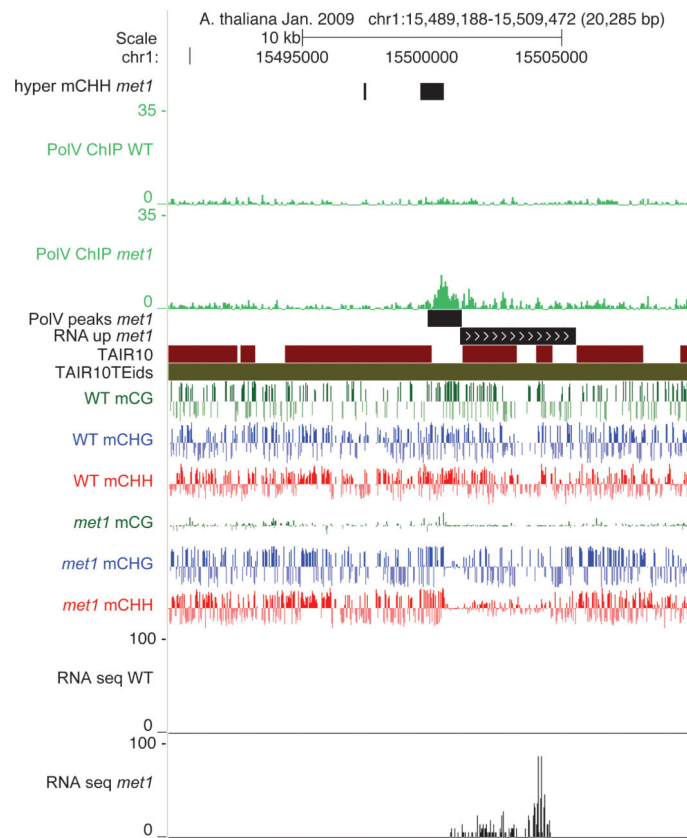 A. thaliana Jan. 2009 chr1:15,489,188-15,509,472 (20,285 bp)
Scale 10 kb
chr1: 15495000 15500000 15505000
hyper mCHH met1
35
PolV ChIP WT
0
35
PolV ChIP met1
0
PolV peaks met1
RNA up met1
TAIR10
TAIR10TEids
WT mCG
WT mCHG
WT mCHH
met1 mCG
met1 mCHG
met1 mCHH
100
RNA seq WT
0
100
RNA seq met1
0